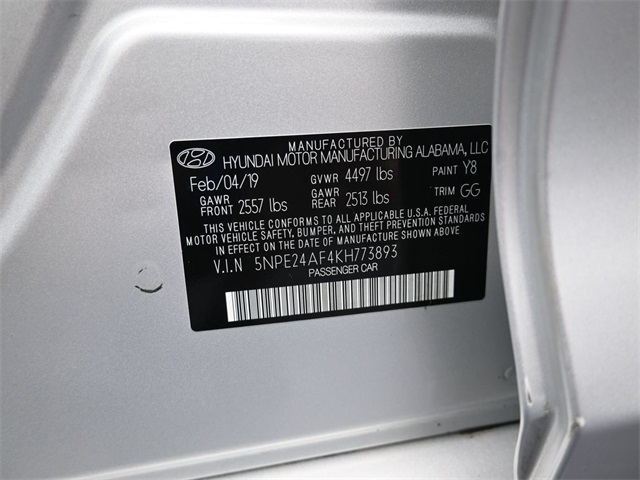 MANUFACTURED BY
HYUNDAI MOTOR MANUFACTURING ALABAMA, LLC
Feb/04/19 GVWR 4497 lbs PAINT Y8
GAWR FRONT 2557 lbs GAWR REAR 2513 lbs TRIM GG
THIS VEHICLE CONFORMS TO ALL APPLICABLE U.S.A. FEDERAL
MOTOR VEHICLE SAFETY, BUMPER, AND THEFT PREVENTION STANDARDS
IN EFFECT ON THE DATE OF MANUFACTURE SHOWN ABOVE.
V.I.N 5NPE24AF4KH773893
PASSENGER CAR